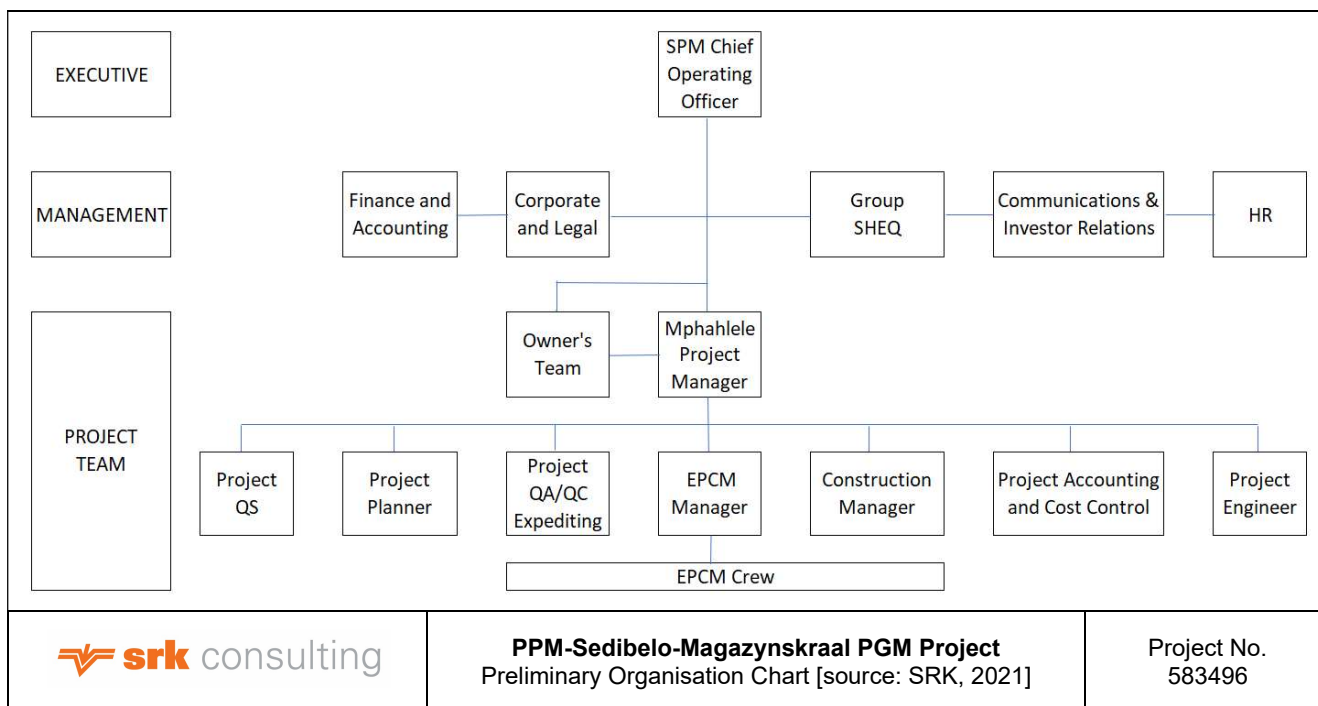 EXECUTIVE
SPM Chief
Operating
Officer
MANAGEMENT
Finance and
Accounting
Corporate
and Legal
Group
SHEQ
Communications &
Investor Relations
HR
PROJECT
TEAM
Owner's
Team
Mphahlele
Project
Manager
Project
QS
Project
Planner
Project
QA/QC
Expediting
EPCM
Manager
Construction
Manager
Project Accounting
and Cost Control
Project
Engineer
EPCM Crew
srk consulting
PPM-Sedibelo-Magazynskraal PGM Project
Preliminary Organisation Chart [source: SRK, 2021]
Project No.
583496